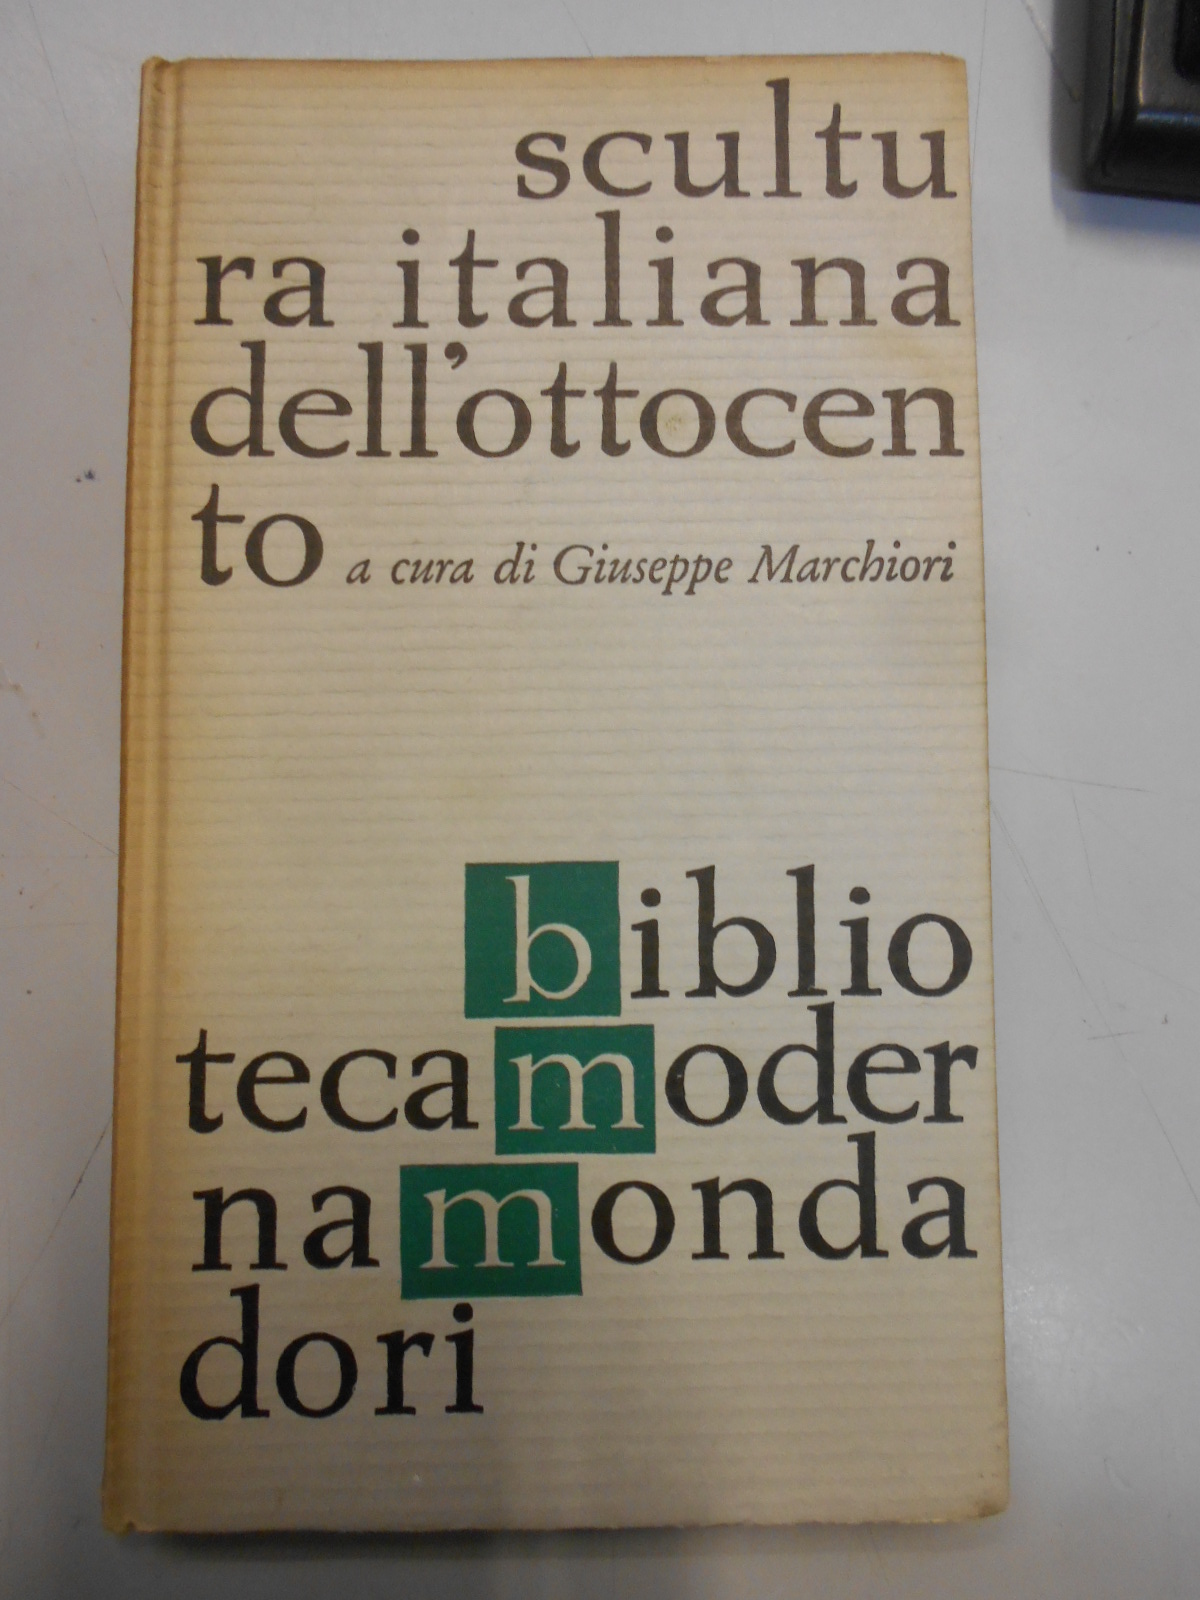 scultu
ra italiana
dell'ottocen
to a cura di Giuseppe Marchiori
biblio
tecamoder
namonda
dori